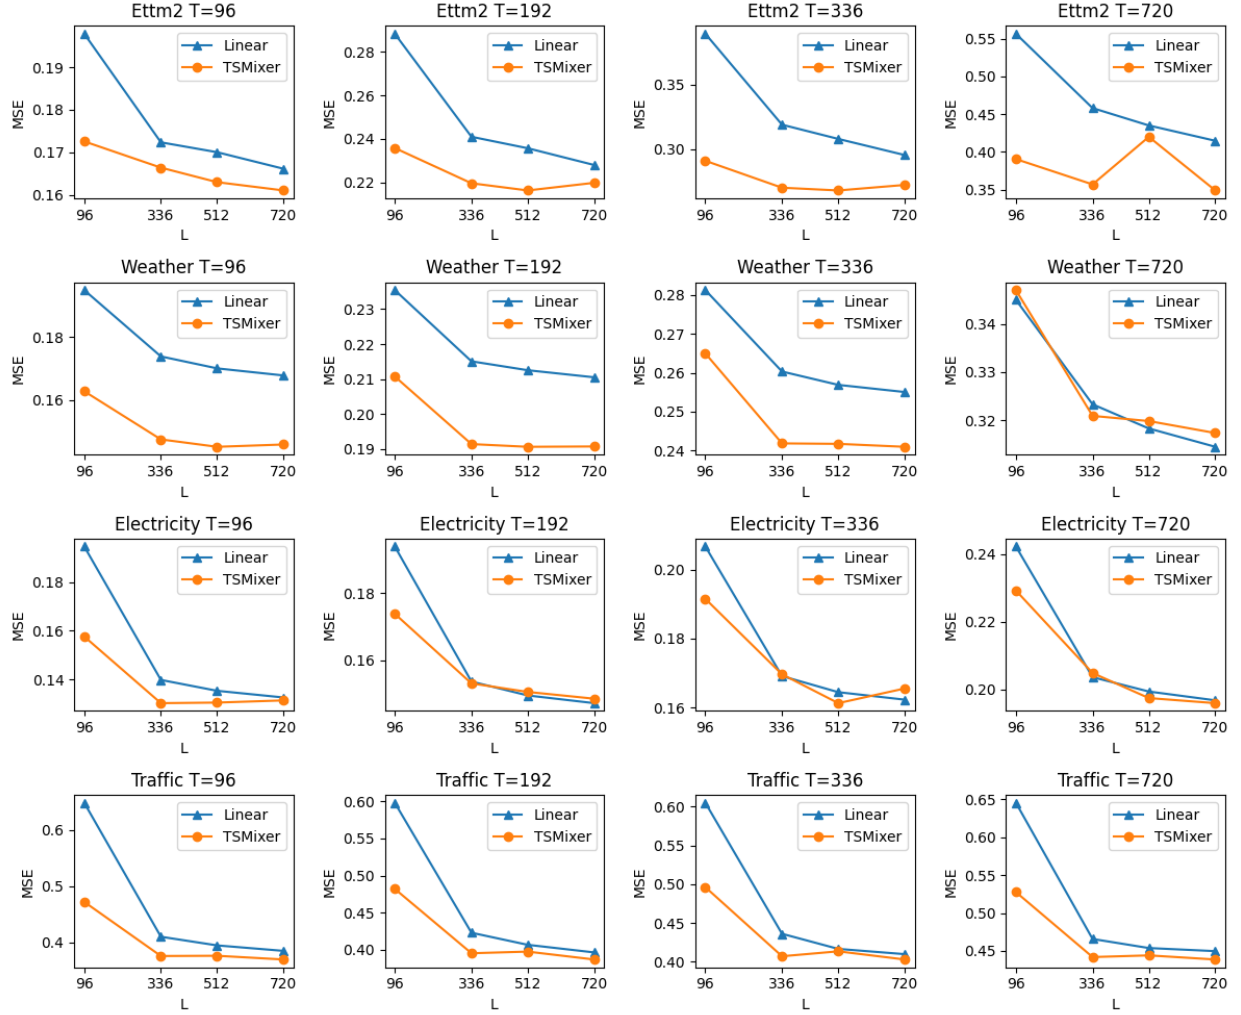 Ettm2 T=96
MSE
0.19
0.18
0.17
0.16
Linear
TSMixer
96 336 512 720
L
Ettm2 T=192
MSE
0.28
0.26
0.24
0.22
Linear
TSMixer
96 336 512 720
L
Ettm2 T=336
MSE
0.35
0.30
Linear
TSMixer
96 336 512 720
L
Ettm2 T=720
MSE
0.55
0.50
0.45
0.40
0.35
Linear
TSMixer
96 336 512 720
L
Weather T=96
MSE
0.18
0.16
Linear
TSMixer
96 336 512 720
L
Weather T=192
MSE
0.23
0.22
0.21
0.20
0.19
Linear
TSMixer
96 336 512 720
L
Weather T=336
MSE
0.28
0.27
0.26
0.25
0.24
Linear
TSMixer
96 336 512 720
L
Weather T=720
MSE
0.34
0.33
0.32
Linear
TSMixer
96 336 512 720
L
Electricity T=96
MSE
0.18
0.16
0.14
Linear
TSMixer
96 336 512 720
L
Electricity T=192
MSE
0.18
0.16
Linear
TSMixer
96 336 512 720
L
Electricity T=336
MSE
0.20
0.18
0.16
Linear
TSMixer
96 336 512 720
L
Electricity T=720
MSE
0.24
0.22
0.20
Linear
TSMixer
96 336 512 720
L
Traffic T=96
MSE
0.6
0.5
0.4
Linear
TSMixer
96 336 512 720
L
Traffic T=192
MSE
0.60
0.55
0.50
0.45
0.40
Linear
TSMixer
96 336 512 720
L
Traffic T=336
MSE
0.60
0.55
0.50
0.45
0.40
Linear
TSMixer
96 336 512 720
L
Traffic T=720
MSE
0.65
0.60
0.55
0.50
0.45
Linear
TSMixer
96 336 512 720
L